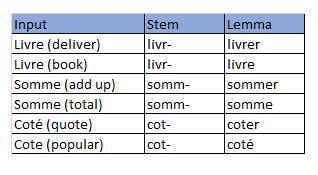 Input Stem Lemma
Livre (deliver) livr- livrer
Livre (book) livr- livre
Somme (add up) somm- sommer
Somme (total) somm- somme
Coté (quote) cot- coter
Cote (popular) cot- coté